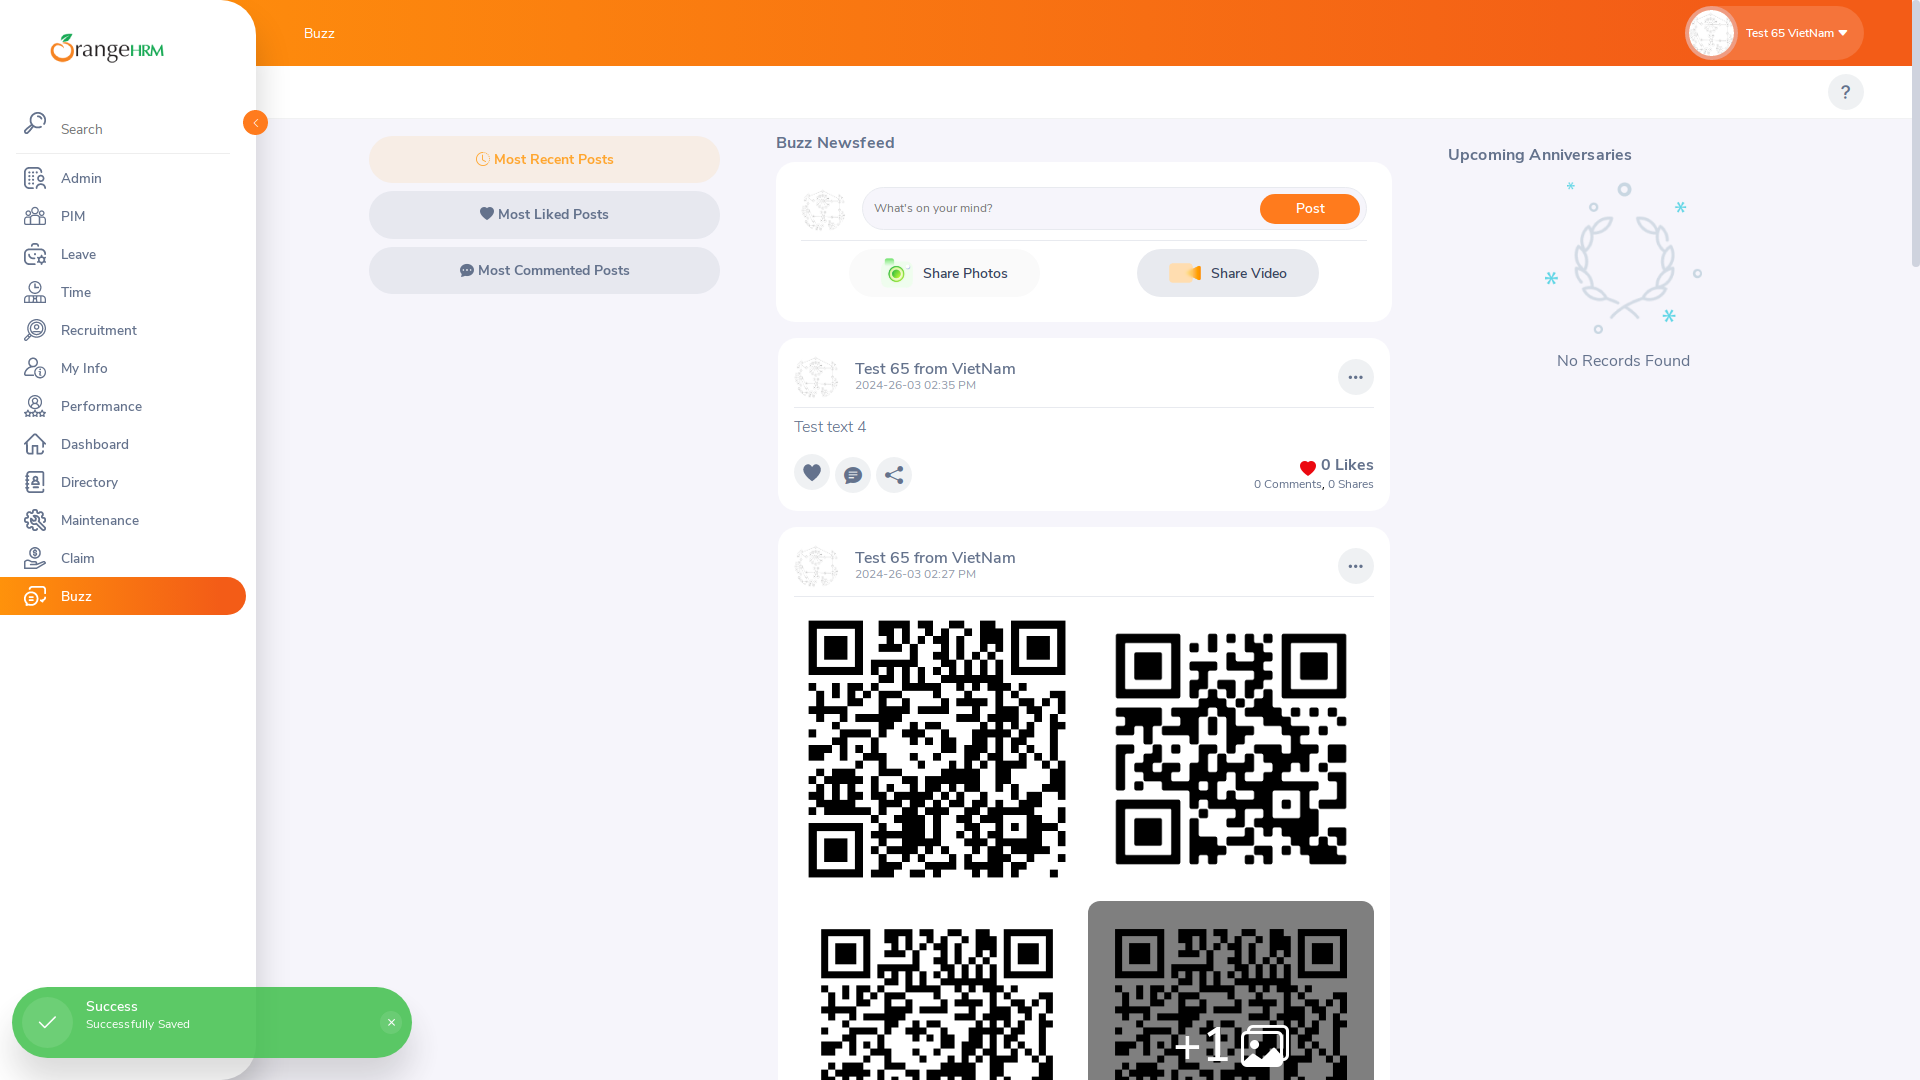 OrangeHRM
Search
Admin
PIM
Leave
Time
Recruitment
My Info
Performance
Dashboard
Directory
Maintenance
Claim
Buzz
Buzz
Test 65 VietNam
?
Most Recent Posts
Most Liked Posts
Most Commented Posts
Buzz Newsfeed
What's on your mind?
Post
Share Photos
Share Video
Test 65 from VietNam
2024-26-03 02:35 PM
Test text 4
0 Likes
0 Comments, 0 Shares
Test 65 from VietNam
2024-26-03 02:27 PM
+1
Upcoming Anniversaries
No Records Found
Success
Successfully Saved